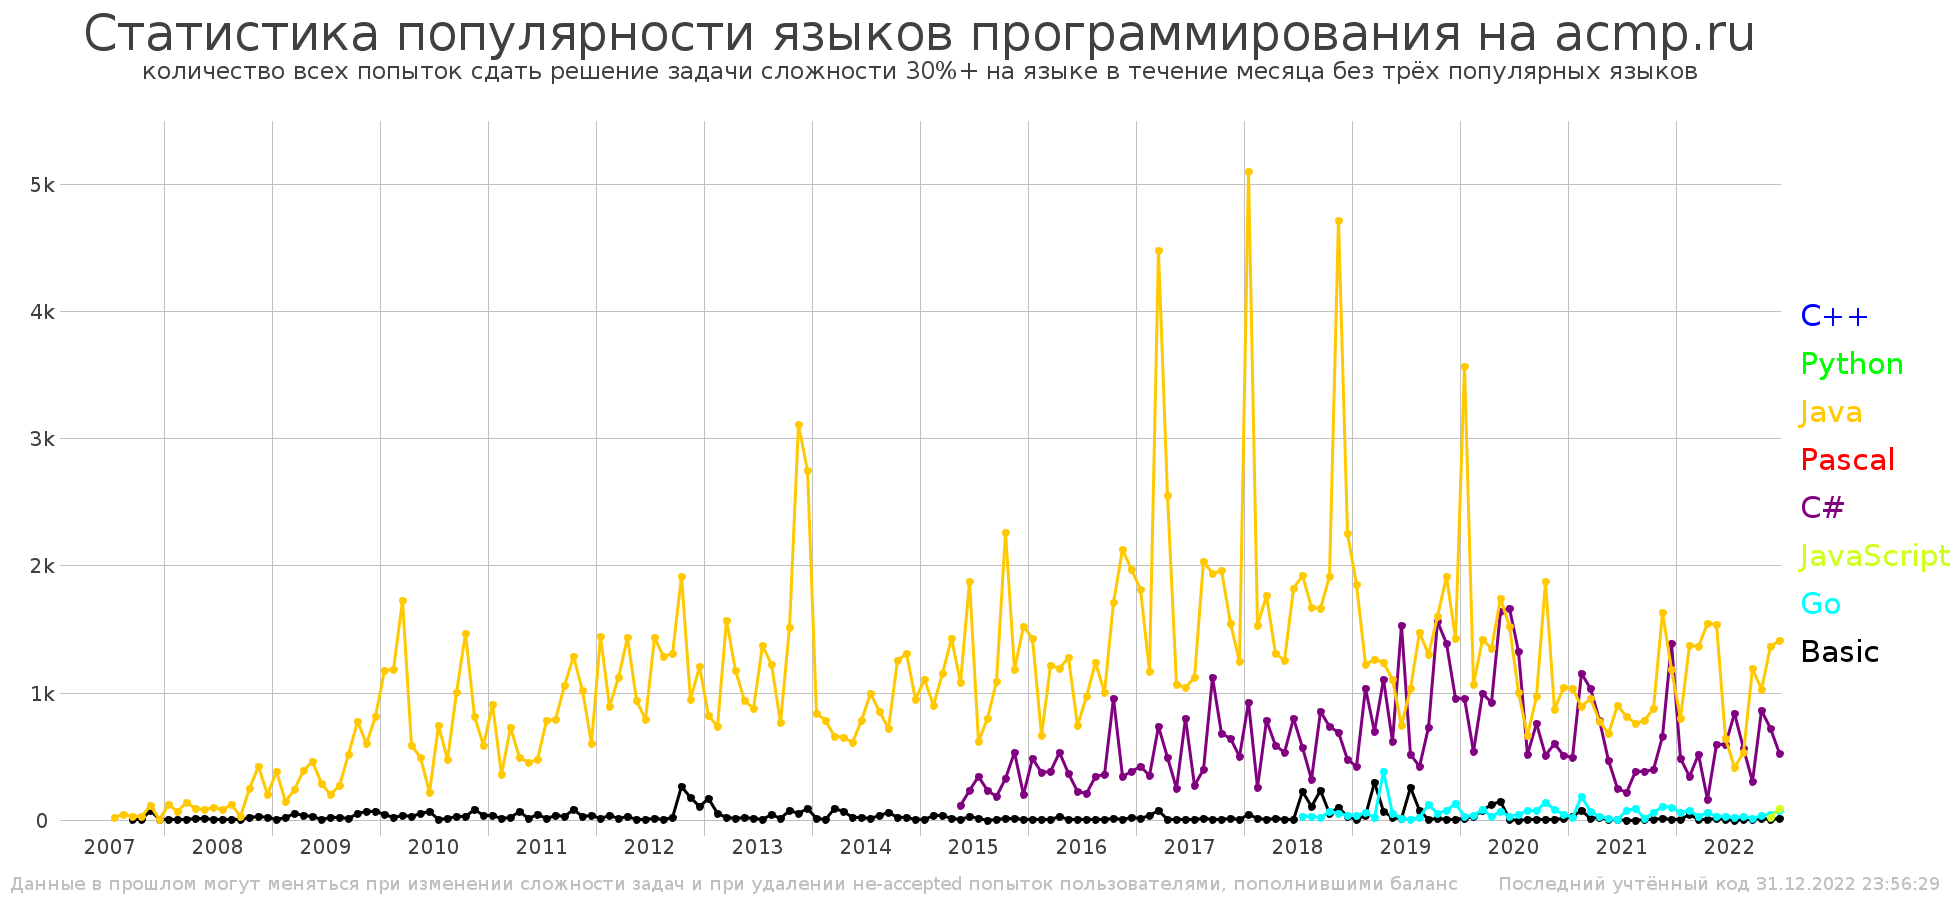 Статистика популярности языков программирования на acmp.ru
количество всех попыток сдать решение задачи сложности 30%+ на языке в течение месяца без трёх популярных языков
5k
4k
3k
2k
1k
0
C++
Python
Java
Pascal
C#
JavaScript
Go
Basic
2007 2008 2009 2010 2011 2012 2013 2014 2015 2016 2017 2018 2019 2020 2021 2022
Данные в прошлом могут меняться при изменении сложности задач и при удалении не-accepted попыток пользователями, пополнившими баланс Последний учтённый код 31.12.2022 23:56:29